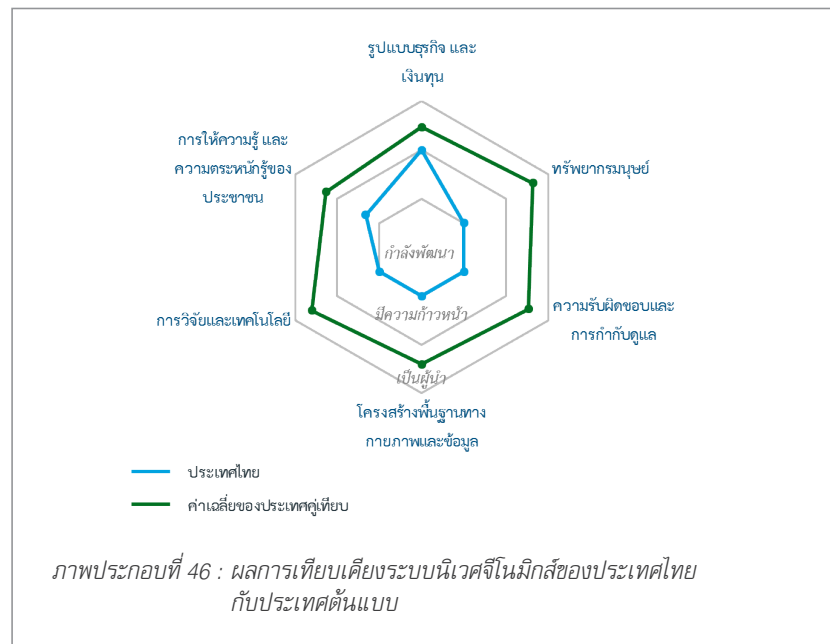 รูปแบบธุรกิจ และ
เงินทุน
การให้ความรู้ และ
ความตระหนักรู้ของ
ประชาชน
ทรัพยากรมนุษย์
กำลังพัฒนา
มีความก้าวหน้า
เป็นผู้นำ
การวิจัยและเทคโนโลยี
ความรับผิดชอบและ
การกำกับดูแล
โครงสร้างพื้นฐานทาง
กายภาพและข้อมูล
ประเทศไทย
ค่าเฉลี่ยของประเทศคู่เทียบ
ภาพประกอบที่ 46 : ผลการเทียบเคียงระบบนิเวศจีโนมิกส์ของประเทศไทย
กับประเทศต้นแบบ